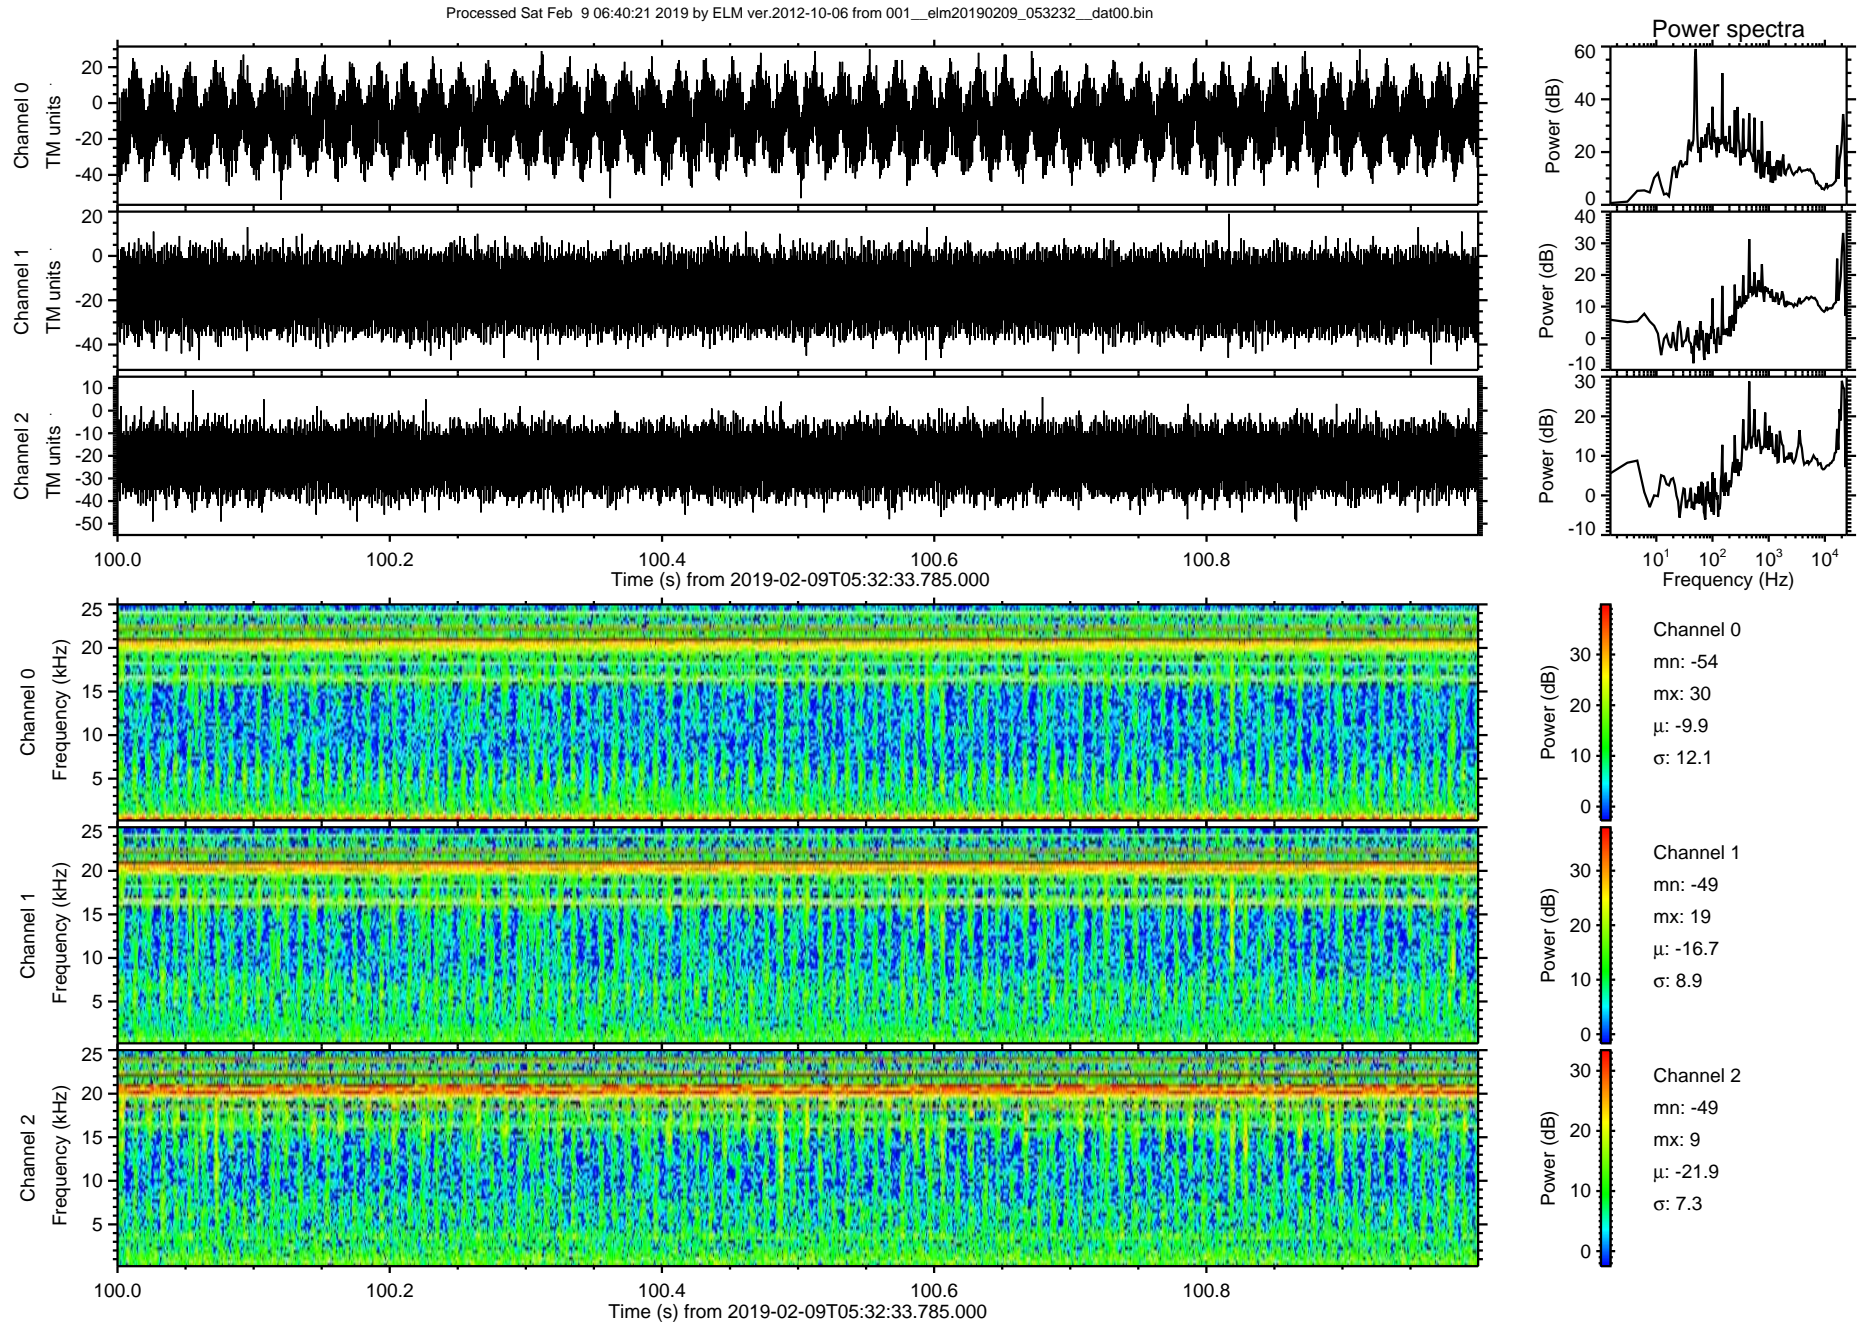 Processed Sat Feb  9 06:40:21 2019 by ELM ver.2012-10-06 from 001__elm20190209_053232__dat00.bin
Power spectra
Channel 0
TM units
20
0
-20
-40
Power (dB)
60
40
20
0
Channel 1
TM units
20
0
-20
-40
Power (dB)
40
30
20
10
0
-10
Channel 2
TM units
10
0
-10
-20
-30
-40
-50
Power (dB)
30
20
10
0
-10
100.0 100.2 100.4 100.6 100.8
Time (s) from 2019-02-09T05:32:33.785.000
10^1 10^2 10^3 10^4
Frequency (Hz)
Channel 0
Frequency (kHz)
25
20
15
10
5
Power (dB)
30
20
10
0
Channel 0
mn: -54
mx: 30
μ: -9.9
σ: 12.1
Channel 1
Frequency (kHz)
25
20
15
10
5
Power (dB)
30
20
10
0
Channel 1
mn: -49
mx: 19
μ: -16.7
σ: 8.9
Channel 2
Frequency (kHz)
25
20
15
10
5
Power (dB)
30
20
10
0
Channel 2
mn: -49
mx: 9
μ: -21.9
σ: 7.3
100.0 100.2 100.4 100.6 100.8
Time (s) from 2019-02-09T05:32:33.785.000